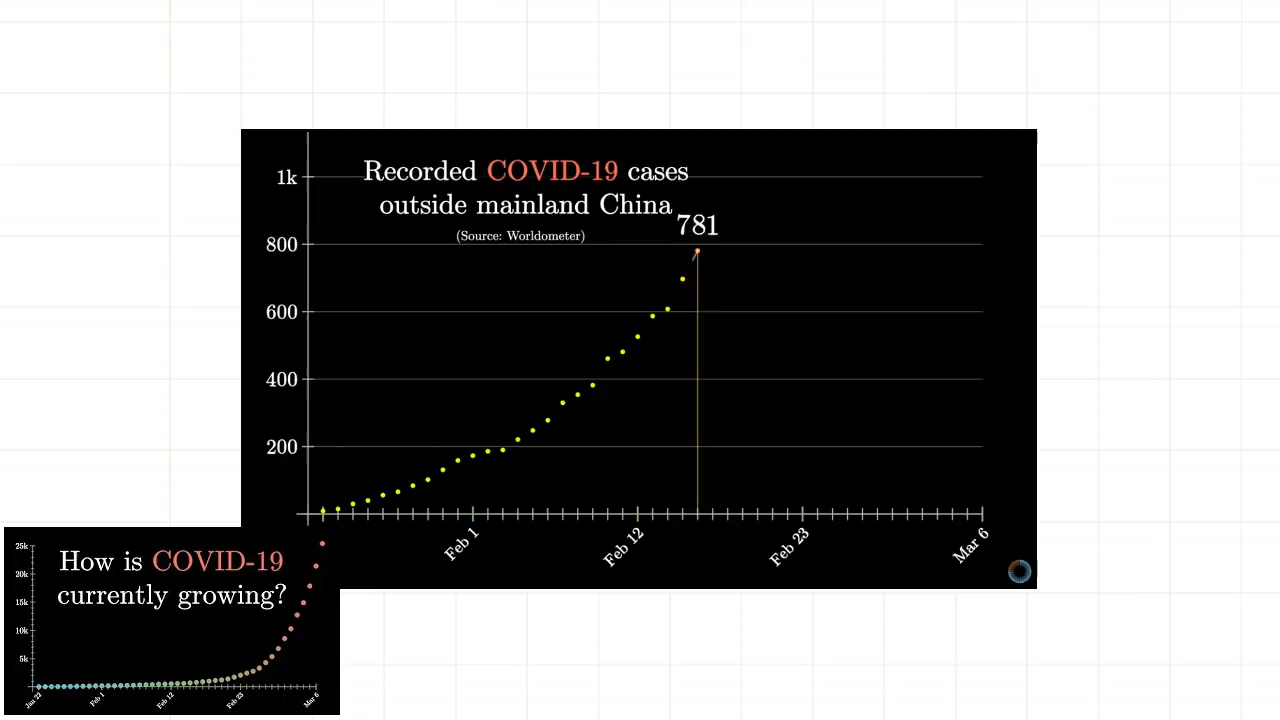 Recorded COVID-19 cases
outside mainland China
(Source: Worldometer)
781
1k
800
600
400
200
Feb 1
Feb 12
Feb 23
Mar 6
How is COVID-19
currently growing?
25k
20k
15k
10k
5k
Jan 22
Feb 1
Feb 12
Feb 23
Mar 6